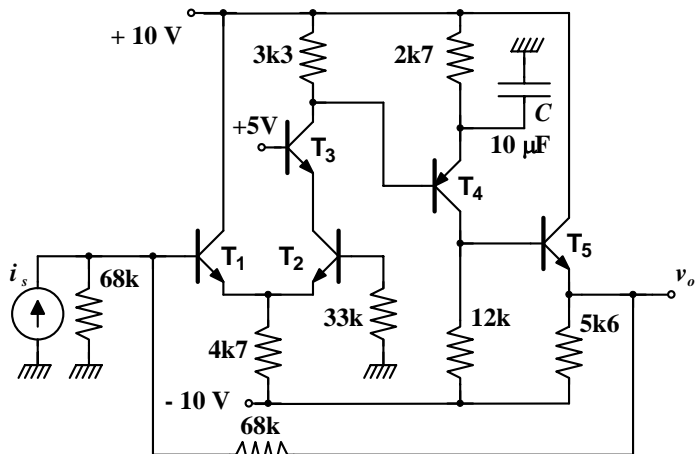 + 10 V
3k3
2k7
C
+5V
10 μF
T3
T4
T1
T2
T5
is
68k
vo
33k
12k
5k6
4k7
- 10 V
68k